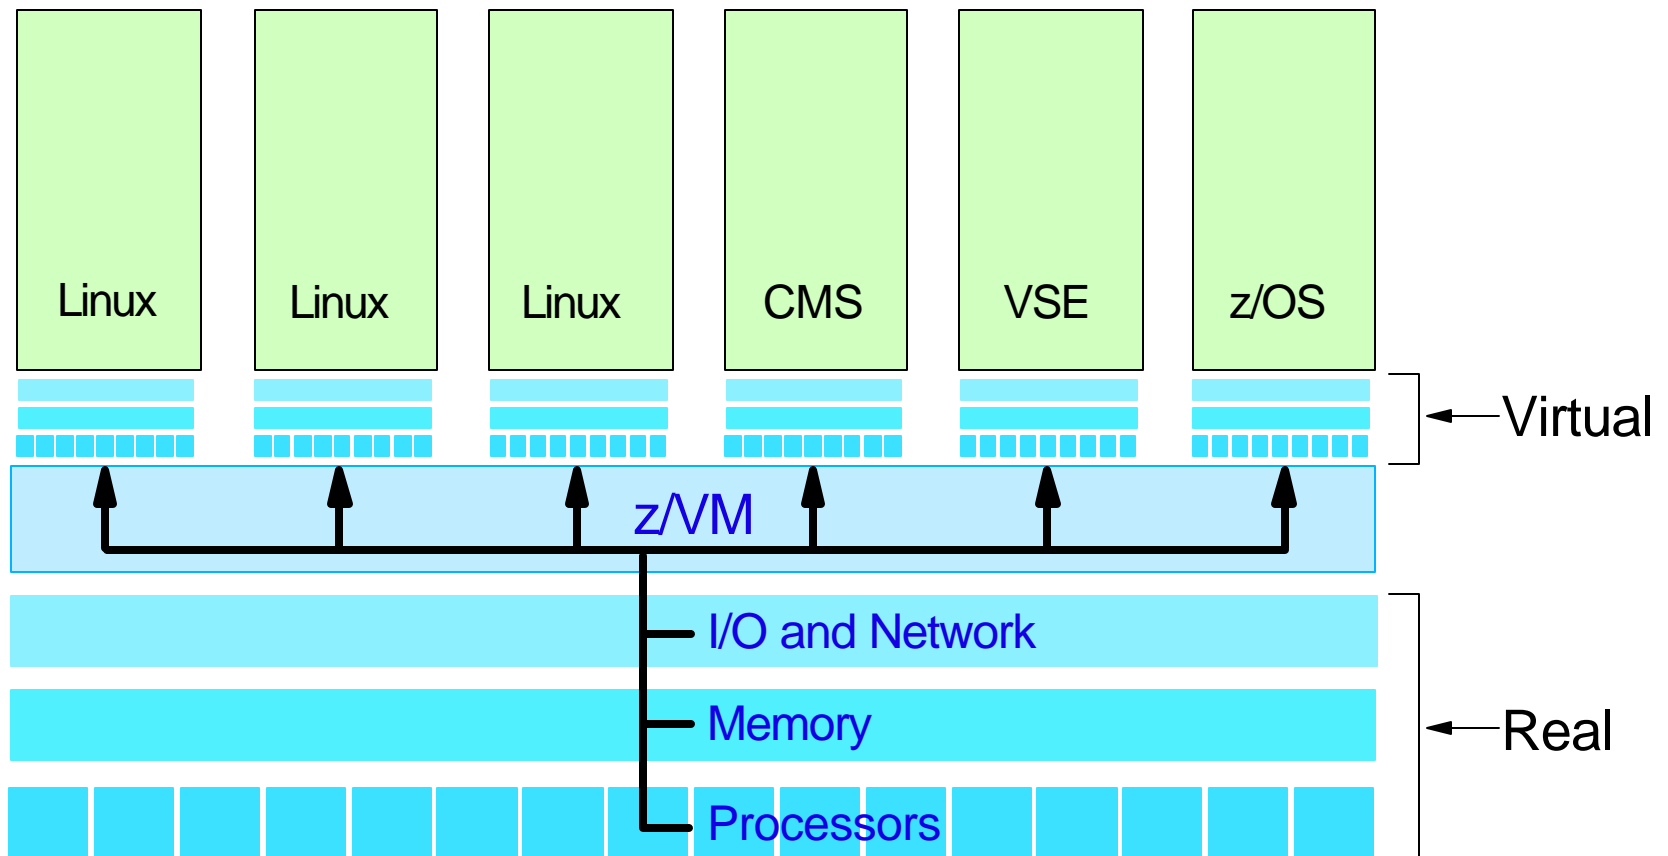 Linux
Linux
Linux
CMS
VSE
z/OS
Virtual
z/VM
I/O and Network
Memory
Real
Processors